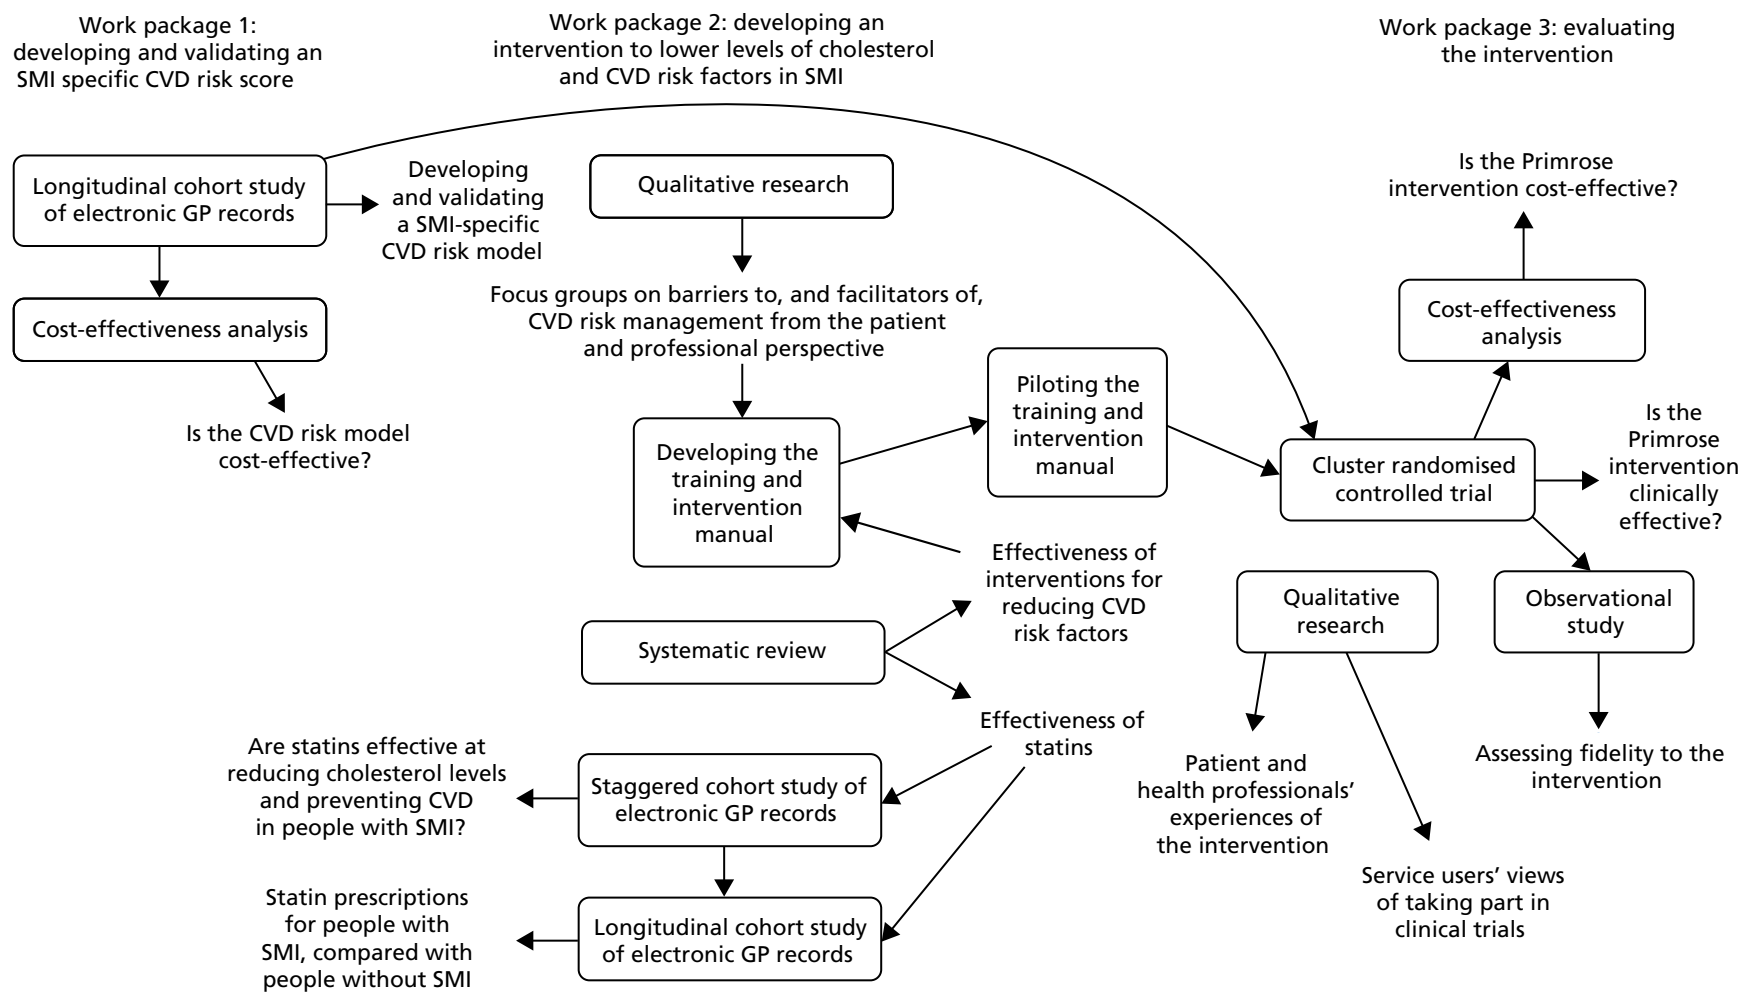 Work package 1:
developing and validating an
SMI specific CVD risk score
Longitudinal cohort study
of electronic GP records
Developing
and validating
a SMI-specific
CVD risk model
Cost-effectiveness analysis
Is the CVD risk model
cost-effective?
Work package 2: developing an
intervention to lower levels of cholesterol
and CVD risk factors in SMI
Qualitative research
Focus groups on barriers to, and facilitators of,
CVD risk management from the patient
and professional perspective
Developing the
training and
intervention
manual
Piloting the
training and
intervention
manual
Effectiveness of
interventions for
reducing CVD
risk factors
Systematic review
Effectiveness of
statins
Are statins effective at
reducing cholesterol levels
and preventing CVD
in people with SMI?
Staggered cohort study of
electronic GP records
Statin prescriptions
for people with
SMI, compared with
people without SMI
Longitudinal cohort study
of electronic GP records
Work package 3: evaluating
the intervention
Is the Primrose
intervention cost-effective?
Cost-effectiveness
analysis
Cluster randomised
controlled trial
Is the
Primrose
intervention
clinically
effective?
Qualitative
research
Observational
study
Patient and
health professionals’
experiences of
the intervention
Assessing fidelity to the
intervention
Service users’ views
of taking part in
clinical trials